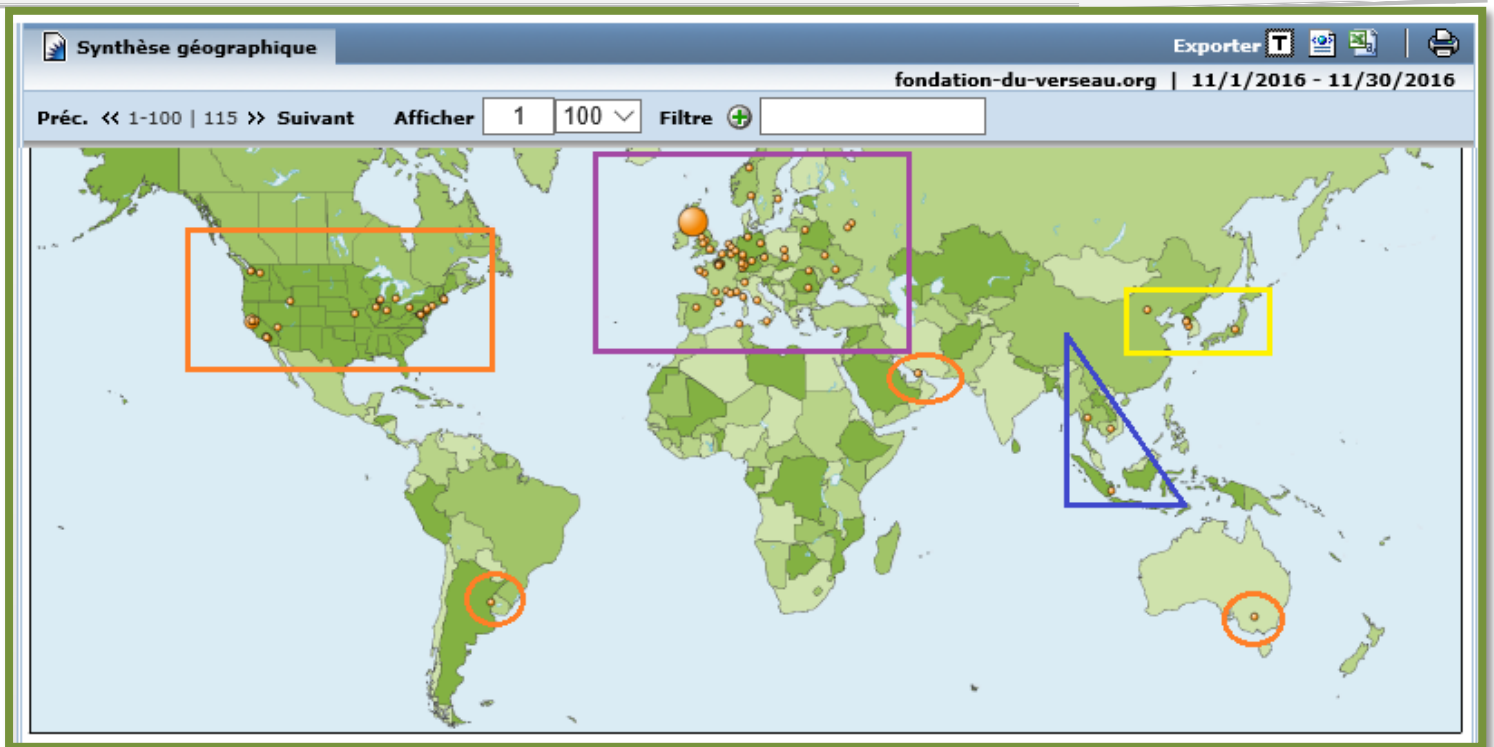 Synthèse géographique Exporter T
fondation-du-verseau.org | 11/1/2016 - 11/30/2016
Préc. << 1-100 | 115 >> Suivant Afficher 1 100 Filtre